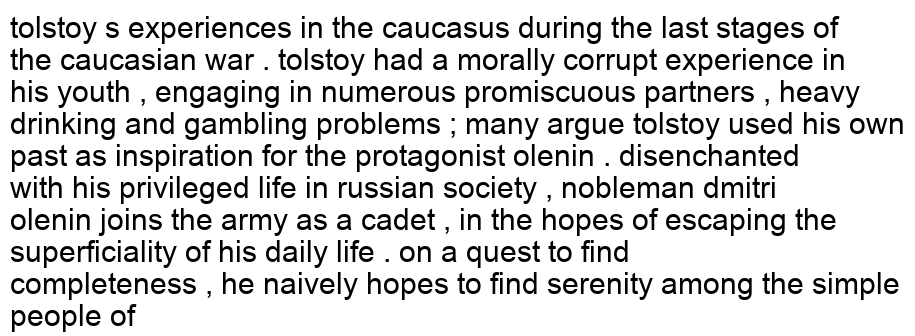 tolstoy s experiences in the caucasus during the last stages of
the caucasian war . tolstoy had a morally corrupt experience in
his youth , engaging in numerous promiscuous partners , heavy
drinking and gambling problems ; many argue tolstoy used his own
past as inspiration for the protagonist olenin . disenchanted
with his privileged life in russian society , nobleman dmitri
olenin joins the army as a cadet , in the hopes of escaping the
superficiality of his daily life . on a quest to find
completeness , he naively hopes to find serenity among the simple
people of